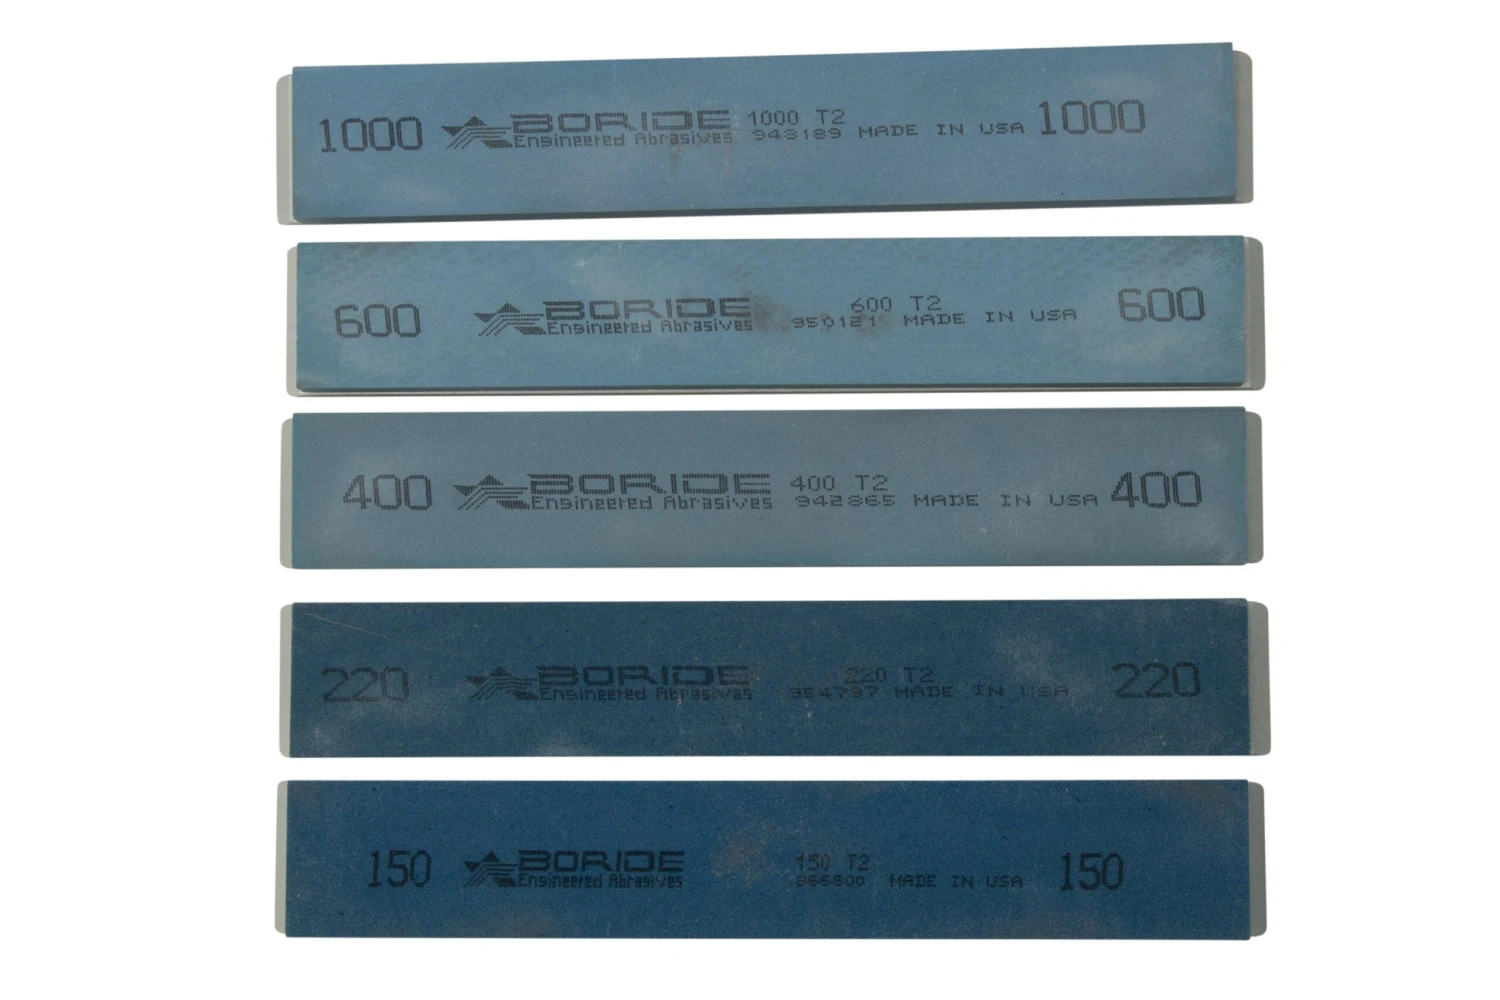 1000 BORIDE 1000 T2 1000
Engineered Abrasives 948189 MADE IN USA
600 BORIDE 600 T2 600
Engineered Abrasives 950121 MADE IN USA
400 BORIDE 400 T2 400
Engineered Abrasives 942865 MADE IN USA
220 BORIDE 220 T2 220
Engineered Abrasives 954797 MADE IN USA
150 BORIDE 150 T2 150
Engineered Abrasives MADE IN USA